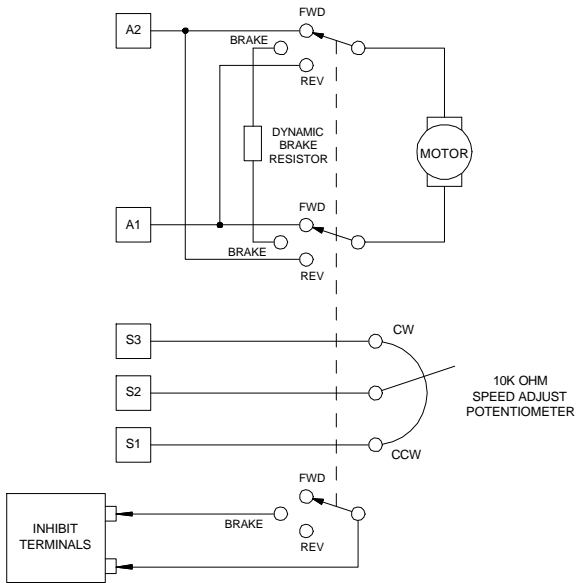 FWD
A2
BRAKE
REV
DYNAMIC
BRAKE
RESISTOR
MOTOR
FWD
A1
BRAKE
REV
S3
CW
S2
10K OHM
SPEED ADJUST
POTENTIOMETER
S1
CCW
FWD
BRAKE
REV
INHIBIT
TERMINALS